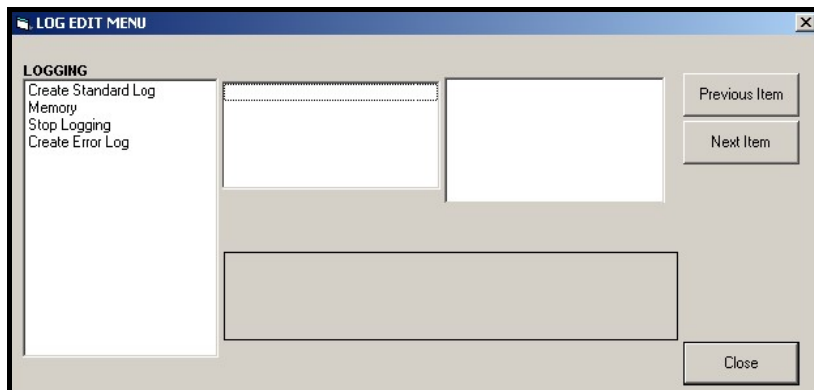 LOG EDIT MENU
LOGGING
Create Standard Log
Memory
Stop Logging
Create Error Log
Previous Item
Next Item
Close